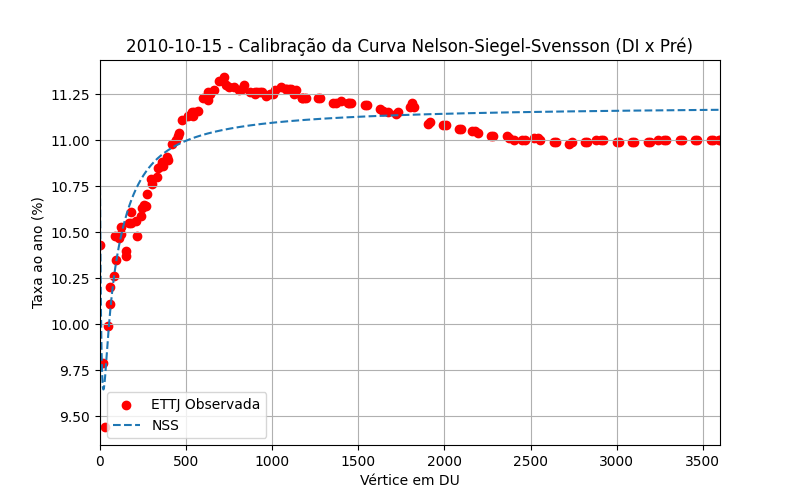 2010-10-15 - Calibração da Curva Nelson-Siegel-Svensson (DI x Pré)
Taxa ao ano (%)
11.25
11.00
10.75
10.50
10.25
10.00
9.75
9.50
ETTJ Observada
NSS
0 500 1000 1500 2000 2500 3000 3500
Vértice em DU